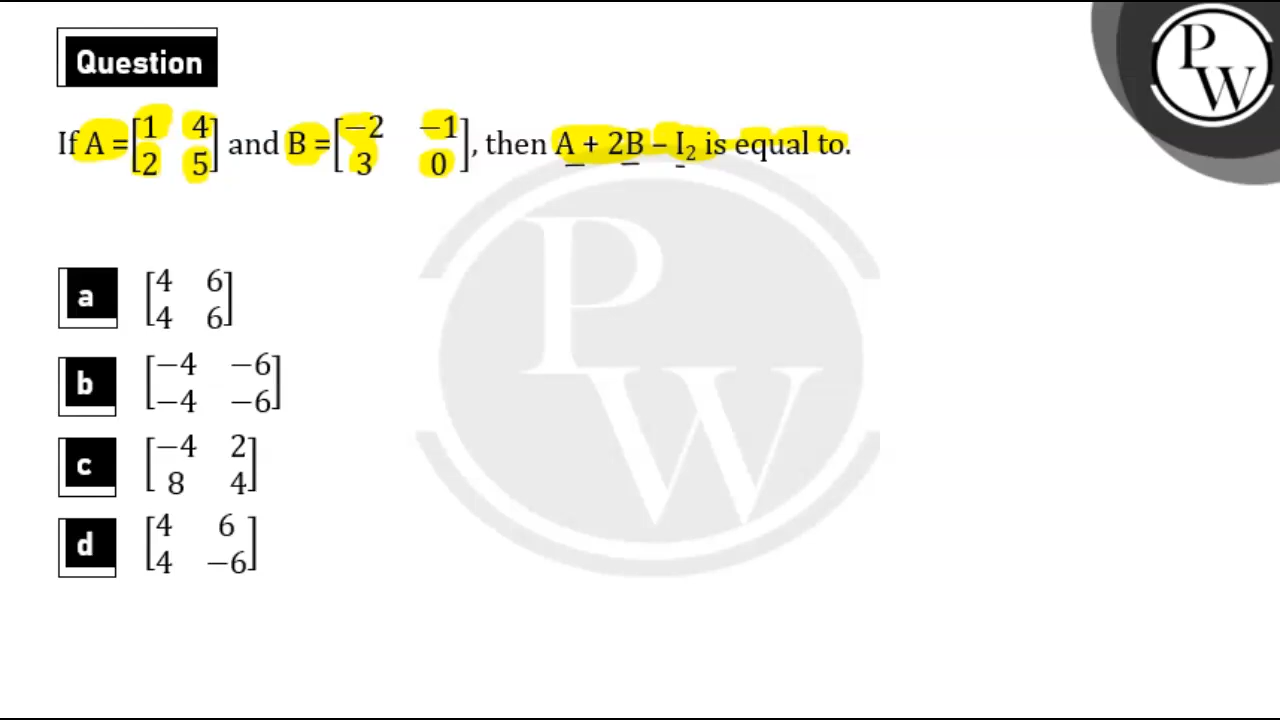 Question
PW
If A = [1 4 2 5] and B = [−2 −1 3 0], then A + 2B − I₂ is equal to.
a [4 6 4 6]
b [−4 −6 −4 −6]
c [−4 2 8 4]
d [4 6 4 −6]
PW